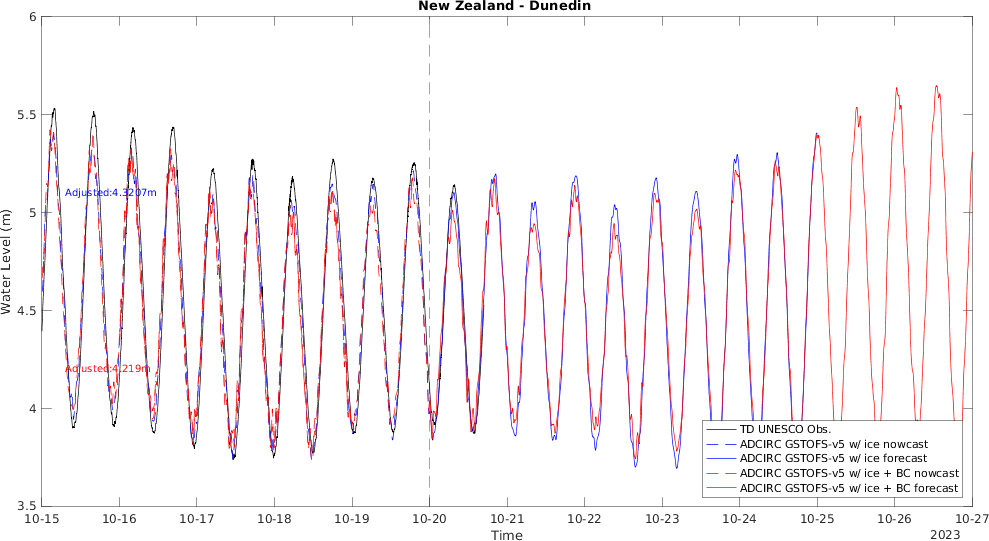 New Zealand - Dunedin
Water Level (m)
6
5.5
5
4.5
4
3.5
Adjusted:4.3207m
Adjusted:4.219m
TD UNESCO Obs.
ADCIRC GSTOFS-v5 w/ ice nowcast
ADCIRC GSTOFS-v5 w/ ice forecast
ADCIRC GSTOFS-v5 w/ ice + BC nowcast
ADCIRC GSTOFS-v5 w/ ice + BC forecast
10-15 10-16 10-17 10-18 10-19 10-20 10-21 10-22 10-23 10-24 10-25 10-26 10-27
Time
2023